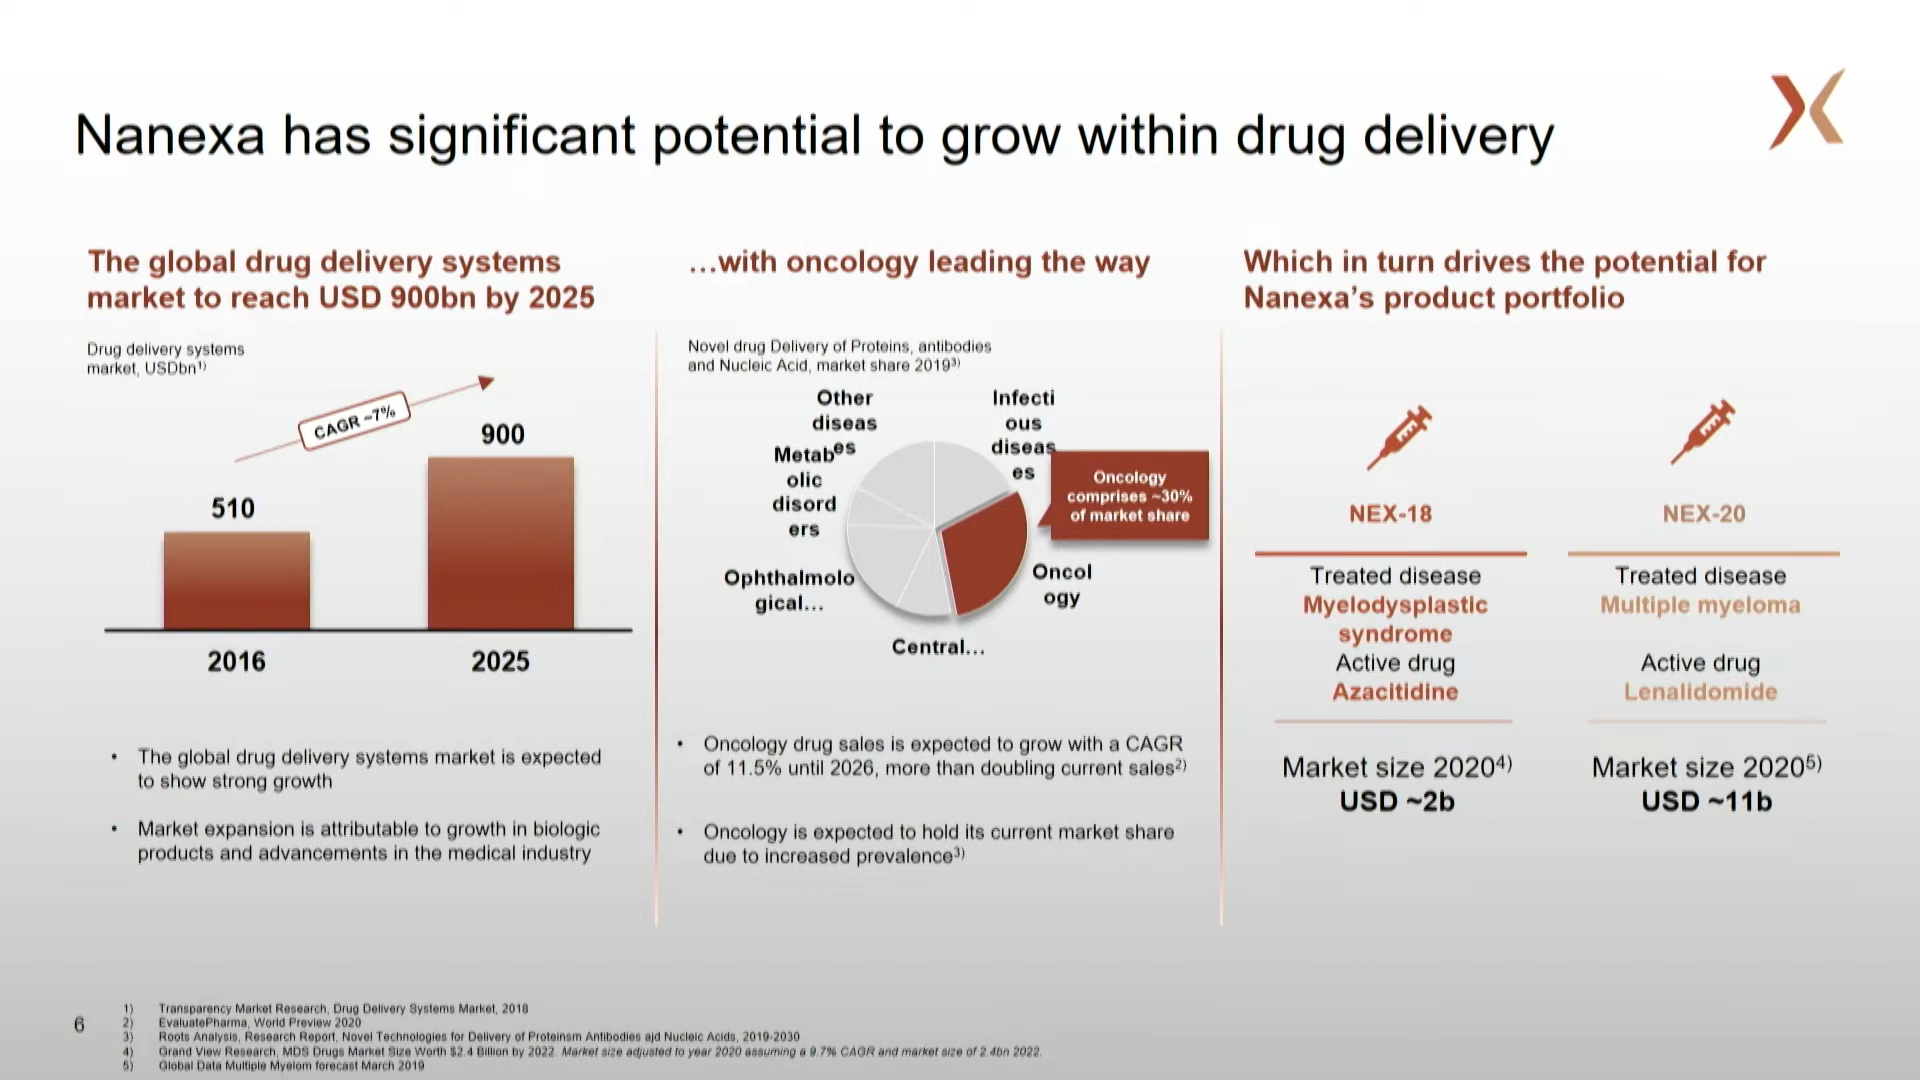 Nanexa has significant potential to grow within drug delivery
The global drug delivery systems
market to reach USD 900bn by 2025
Drug delivery systems
market, USDbn1)
CAGR ~7%
510
900
2016
2025
• The global drug delivery systems market is expected
to show strong growth
• Market expansion is attributable to growth in biologic
products and advancements in the medical industry
…with oncology leading the way
Novel drug Delivery of Proteins, antibodies
and Nucleic Acid, market share 20193)
Other
diseas
es
Metab
olic
disord
ers
Ophthalmolo
gical…
Central…
Infecti
ous
diseas
es
Oncology
comprises ~30%
of market share
Oncol
ogy
• Oncology drug sales is expected to grow with a CAGR
of 11.5% until 2026, more than doubling current sales2)
• Oncology is expected to hold its current market share
due to increased prevalence3)
Which in turn drives the potential for
Nanexa’s product portfolio
NEX-18
Treated disease
Myelodysplastic
syndrome
Active drug
Azacitidine
Market size 20204)
USD ~2b
NEX-20
Treated disease
Multiple myeloma
Active drug
Lenalidomide
Market size 20205)
USD ~11b
6
1) Transparency Market Research, Drug Delivery Systems Market, 2018
2) EvaluatePharma, World Preview 2020
3) Roots Analysis, Research Report, Novel Technologies for Delivery of Proteinsm Antibodies ajd Nucleic Acids, 2019-2030
4) Grand View Research, MDS Drugs Market Size Worth $2.4 Billion by 2022. Market size adjusted to year 2020 assuming a 9.7% CAGR and market size of 2.4bn 2022.
5) Global Data Multiple Myelom forecast March 2019